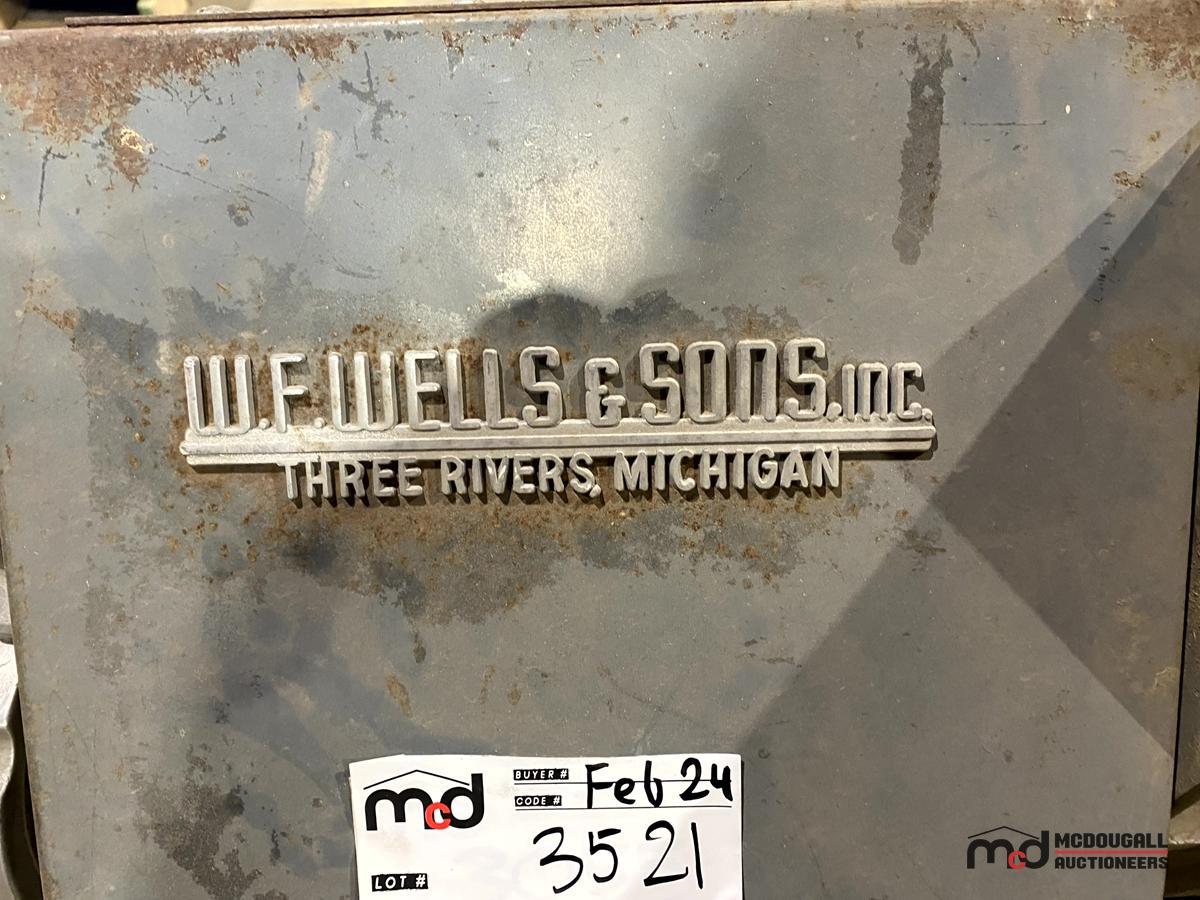 W.F. WELLS & SONS, INC.
THREE RIVERS, MICHIGAN
mcd
BUYER #
CODE #
Feb 24
LOT #
3521
mcd
MCDOUGALL
AUCTIONEERS